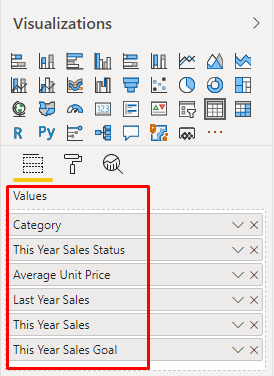 Visualizations
123
R Py
Values
Category
This Year Sales Status
Average Unit Price
Last Year Sales
This Year Sales
This Year Sales Goal